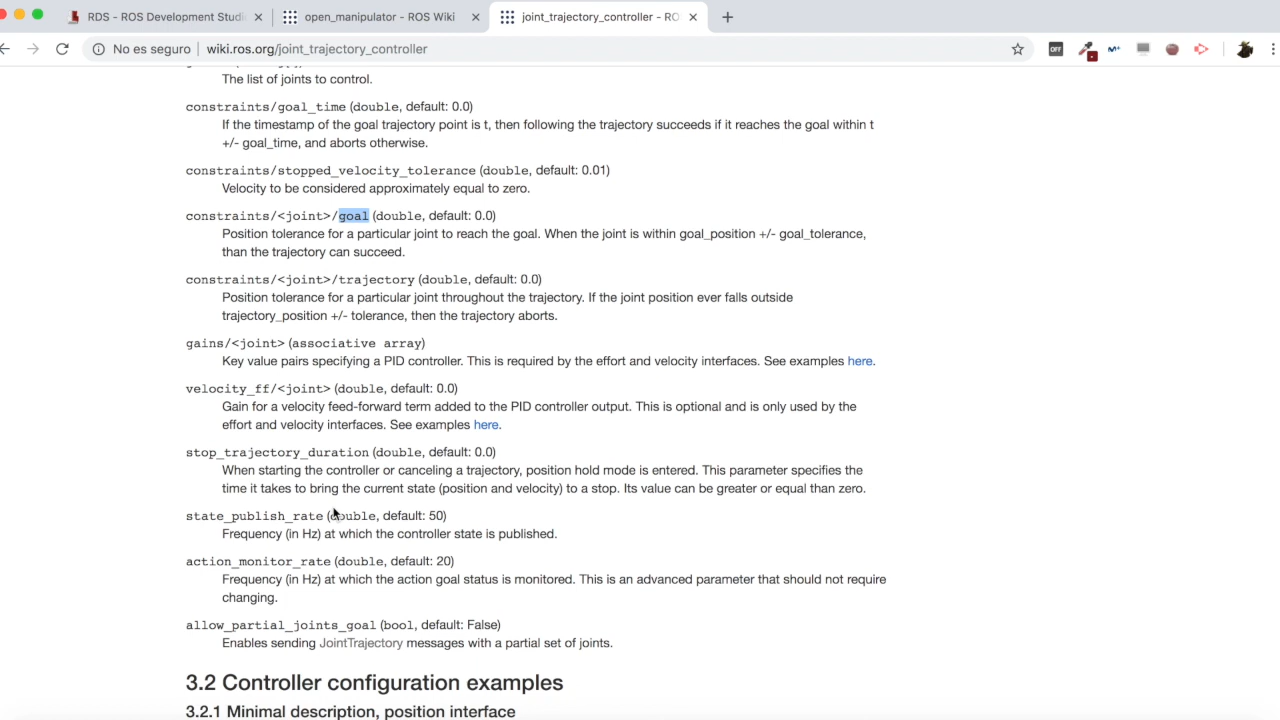 RDS - ROS Development Studi
open_manipulator - ROS Wiki
joint_trajectory_controller - RO
No es seguro
wiki.ros.org/joint_trajectory_controller
OFF
M+
The list of joints to control.
constraints/goal_time (double, default: 0.0)
If the timestamp of the goal trajectory point is t, then following the trajectory succeeds if it reaches the goal within t
+/- goal_time, and aborts otherwise.
constraints/stopped_velocity_tolerance (double, default: 0.01)
Velocity to be considered approximately equal to zero.
constraints/<joint>/goal (double, default: 0.0)
Position tolerance for a particular joint to reach the goal. When the joint is within goal_position +/- goal_tolerance,
than the trajectory can succeed.
constraints/<joint>/trajectory (double, default: 0.0)
Position tolerance for a particular joint throughout the trajectory. If the joint position ever falls outside
trajectory_position +/- tolerance, then the trajectory aborts.
gains/<joint> (associative array)
Key value pairs specifying a PID controller. This is required by the effort and velocity interfaces. See examples here.
velocity_ff/<joint> (double, default: 0.0)
Gain for a velocity feed-forward term added to the PID controller output. This is optional and is only used by the
effort and velocity interfaces. See examples here.
stop_trajectory_duration (double, default: 0.0)
When starting the controller or canceling a trajectory, position hold mode is entered. This parameter specifies the
time it takes to bring the current state (position and velocity) to a stop. Its value can be greater or equal than zero.
state_publish_rate (double, default: 50)
Frequency (in Hz) at which the controller state is published.
action_monitor_rate (double, default: 20)
Frequency (in Hz) at which the action goal status is monitored. This is an advanced parameter that should not require
changing.
allow_partial_joints_goal (bool, default: False)
Enables sending JointTrajectory messages with a partial set of joints.
3.2 Controller configuration examples
3.2.1 Minimal description, position interface